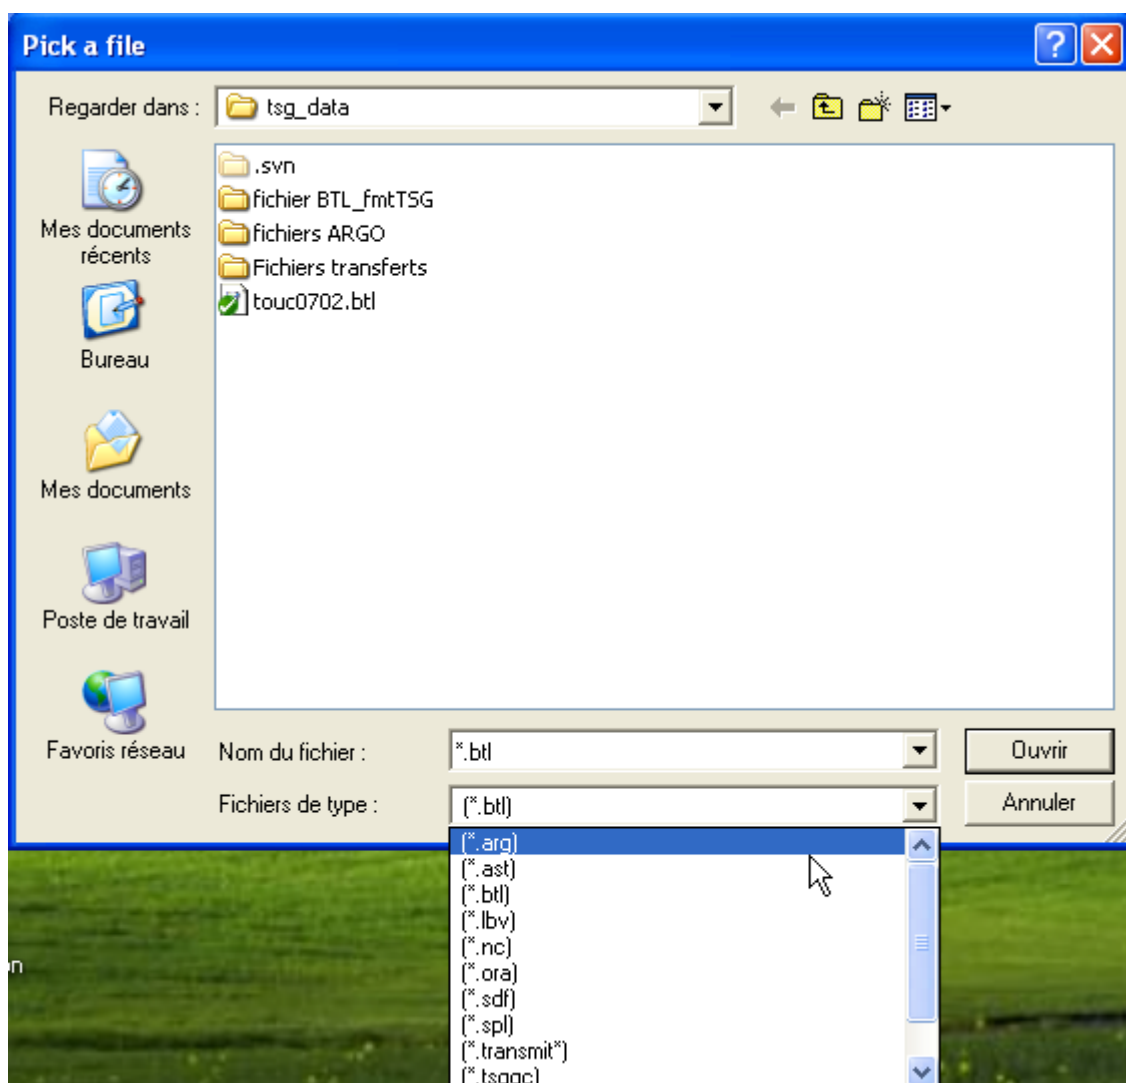 Pick a file
Regarder dans :
tsg_data
Mes documents
récents
Bureau
Mes documents
Poste de travail
Favoris réseau
.svn
fichier BTL_fmtTSG
fichiers ARGO
Fichiers transferts
touc0702.btl
Nom du fichier :
*.btl
Ouvrir
Fichiers de type :
(*.btl)
Annuler
(*.arg)
(*.ast)
(*.btl)
(*.lbv)
(*.nc)
(*.ora)
(*.sdf)
(*.spl)
(*.transmit*)
(*.tsgqc)
on